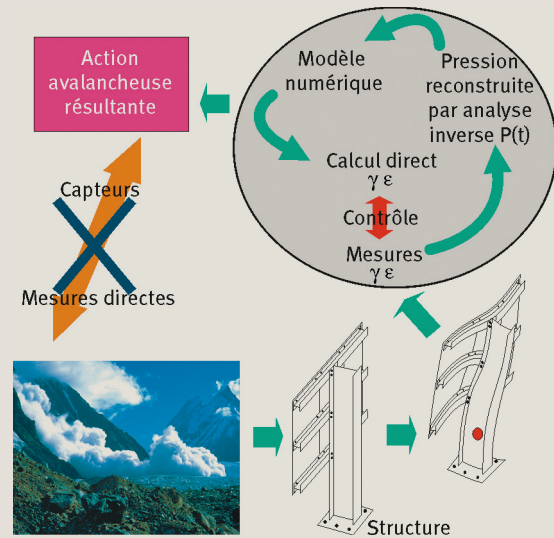 Action
avalancheuse
résultante
Modèle
numérique
Pression
reconstruite
par analyse
inverse P(t)
Calcul direct
γ ε
Contrôle
Mesures
γ ε
Capteurs
Mesures directes
Structure